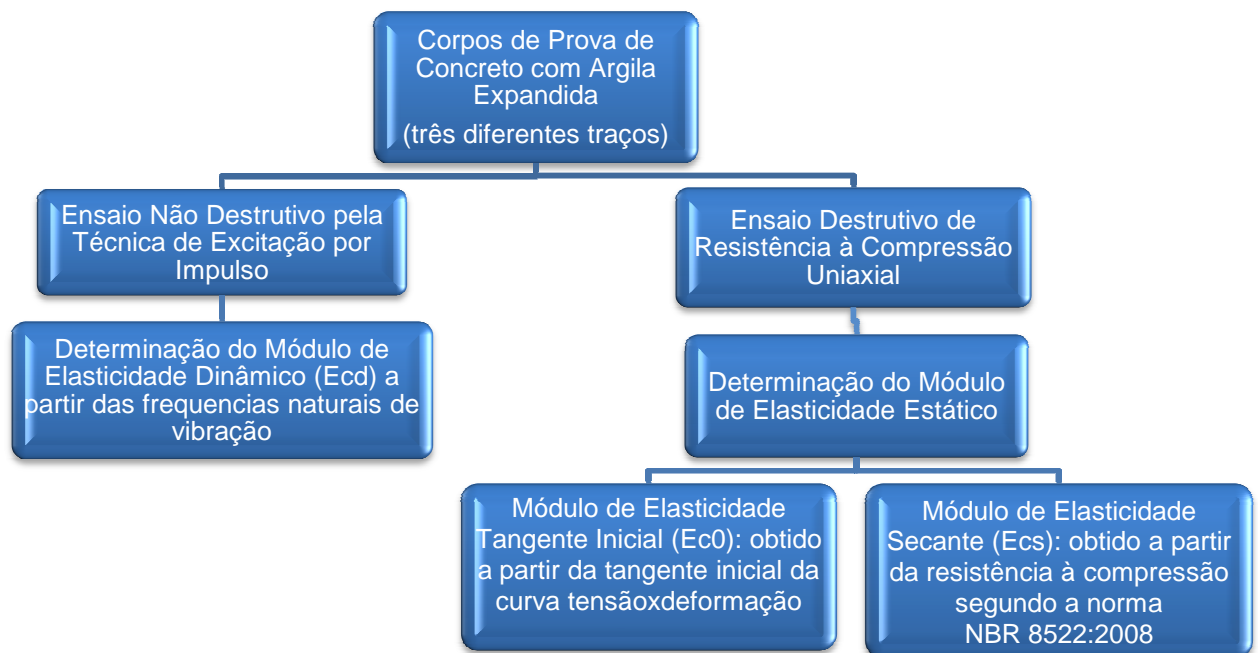 Corpos de Prova de
Concreto com Argila
Expandida
(três diferentes traços)
Ensaio Não Destrutivo pela
Técnica de Excitação por
Impulso
Determinação do Módulo de
Elasticidade Dinâmico (Ecd) a
partir das frequencias naturais de
vibração
Ensaio Destrutivo de
Resistência à Compressão
Uniaxial
Determinação do Módulo
de Elasticidade Estático
Módulo de Elasticidade
Tangente Inicial (Ec0): obtido
a partir da tangente inicial da
curva tensãoxdeformação
Módulo de Elasticidade
Secante (Ecs): obtido a partir
da resistência à compressão
segundo a norma
NBR 8522:2008